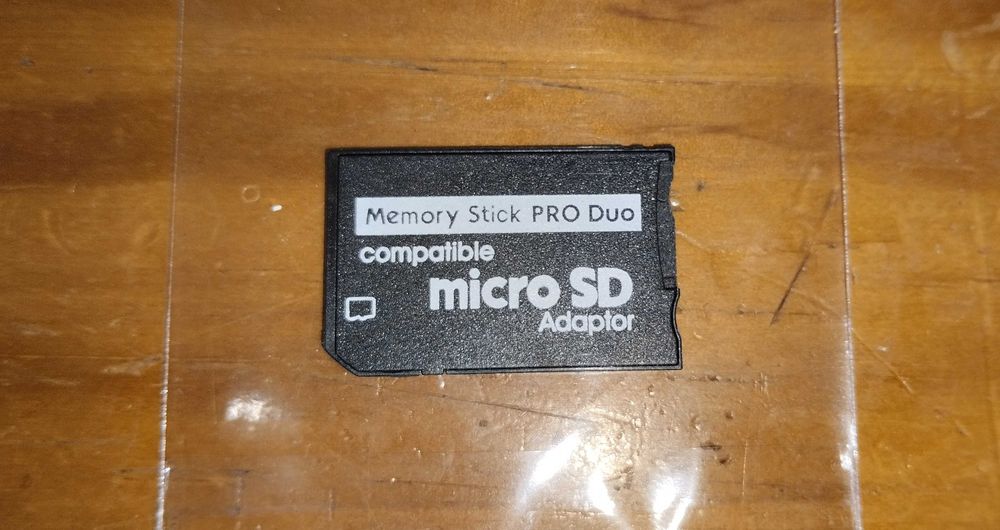 Memory Stick PRO Duo
compatible
micro SD
Adaptor